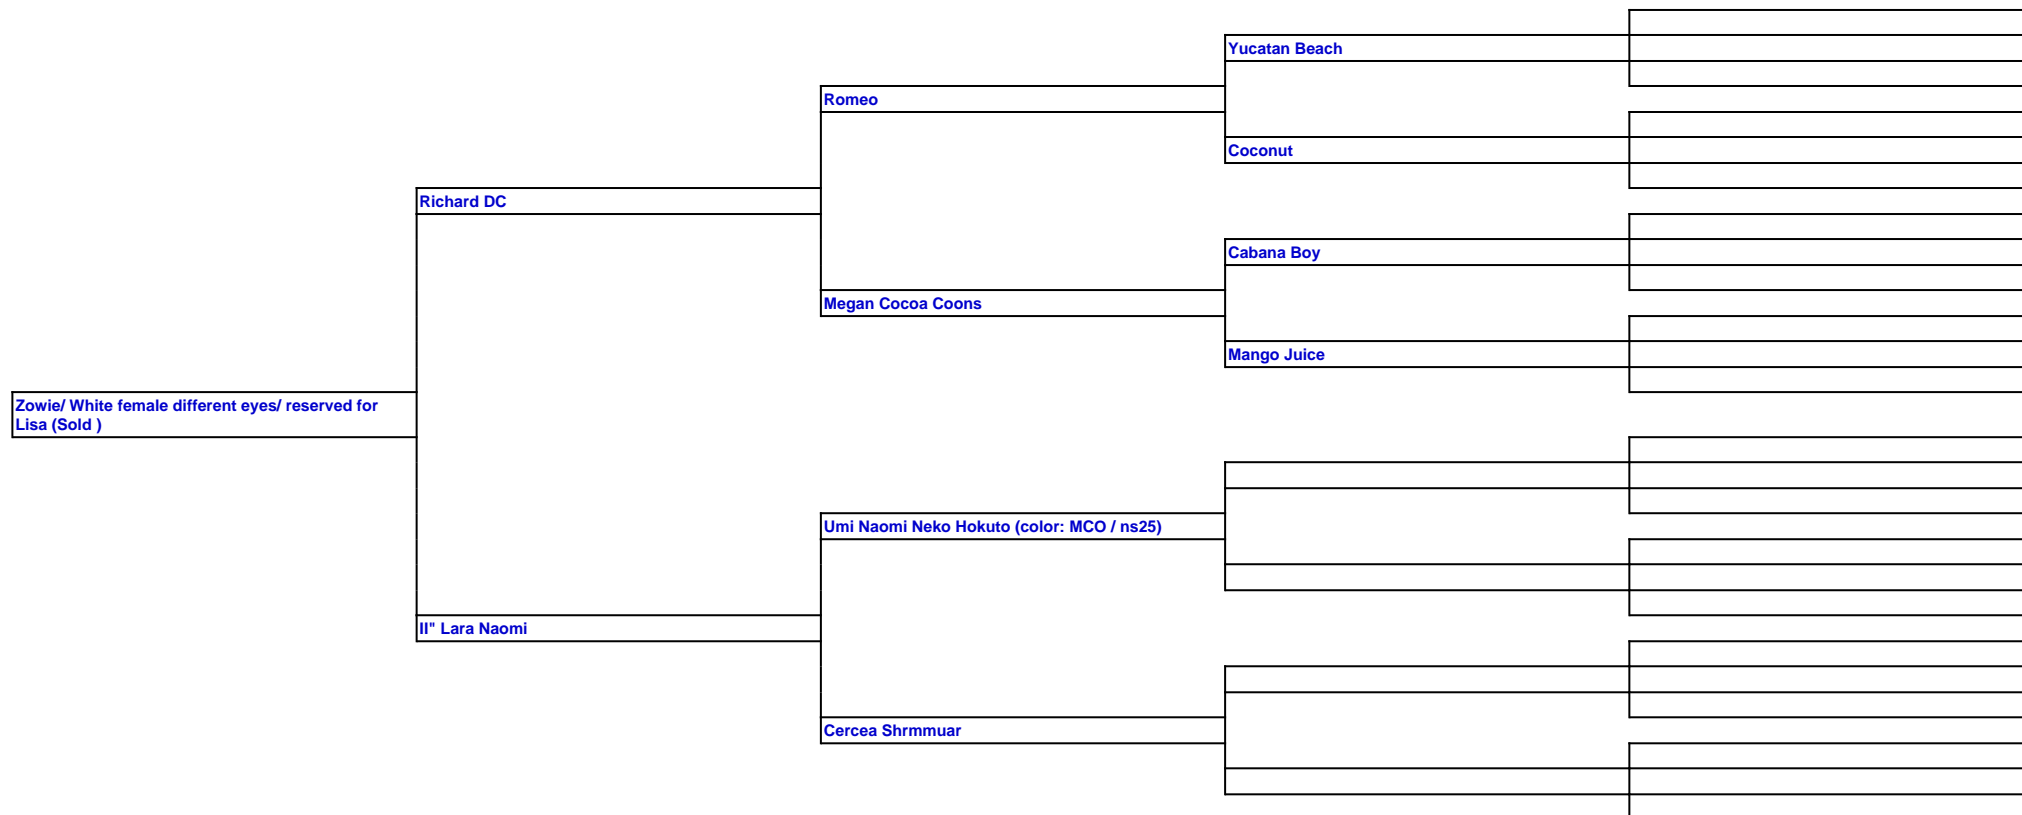 Yucatan Beach
Romeo
Coconut
Richard DC
Cabana Boy
Megan Cocoa Coons
Mango Juice
Zowie/ White female different eyes/ reserved for
Lisa (Sold )
Umi Naomi Neko Hokuto (color: MCO / ns25)
II" Lara Naomi
Cercea Shrmmuar